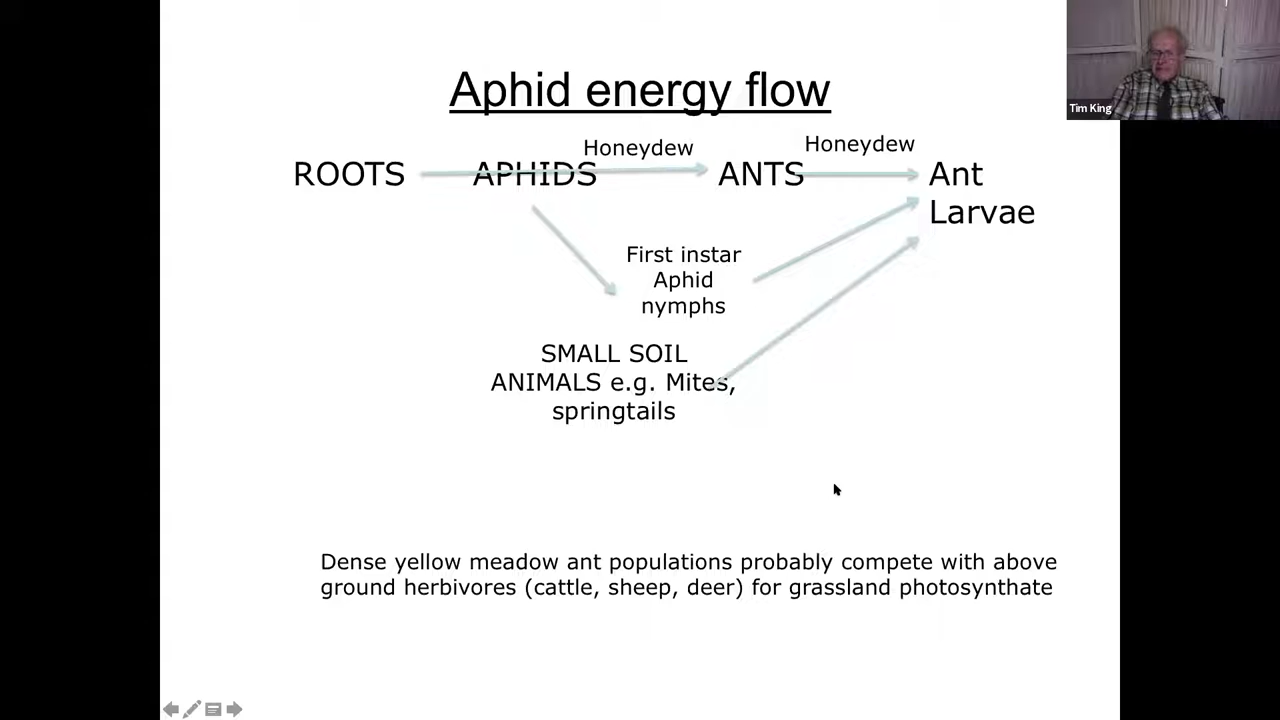 Aphid energy flow
Tim King
Honeydew
Honeydew
ROOTS APHIDS ANTS Ant
Larvae
First instar
Aphid
nymphs
SMALL SOIL
ANIMALS e.g. Mites,
springtails
Dense yellow meadow ant populations probably compete with above
ground herbivores (cattle, sheep, deer) for grassland photosynthate